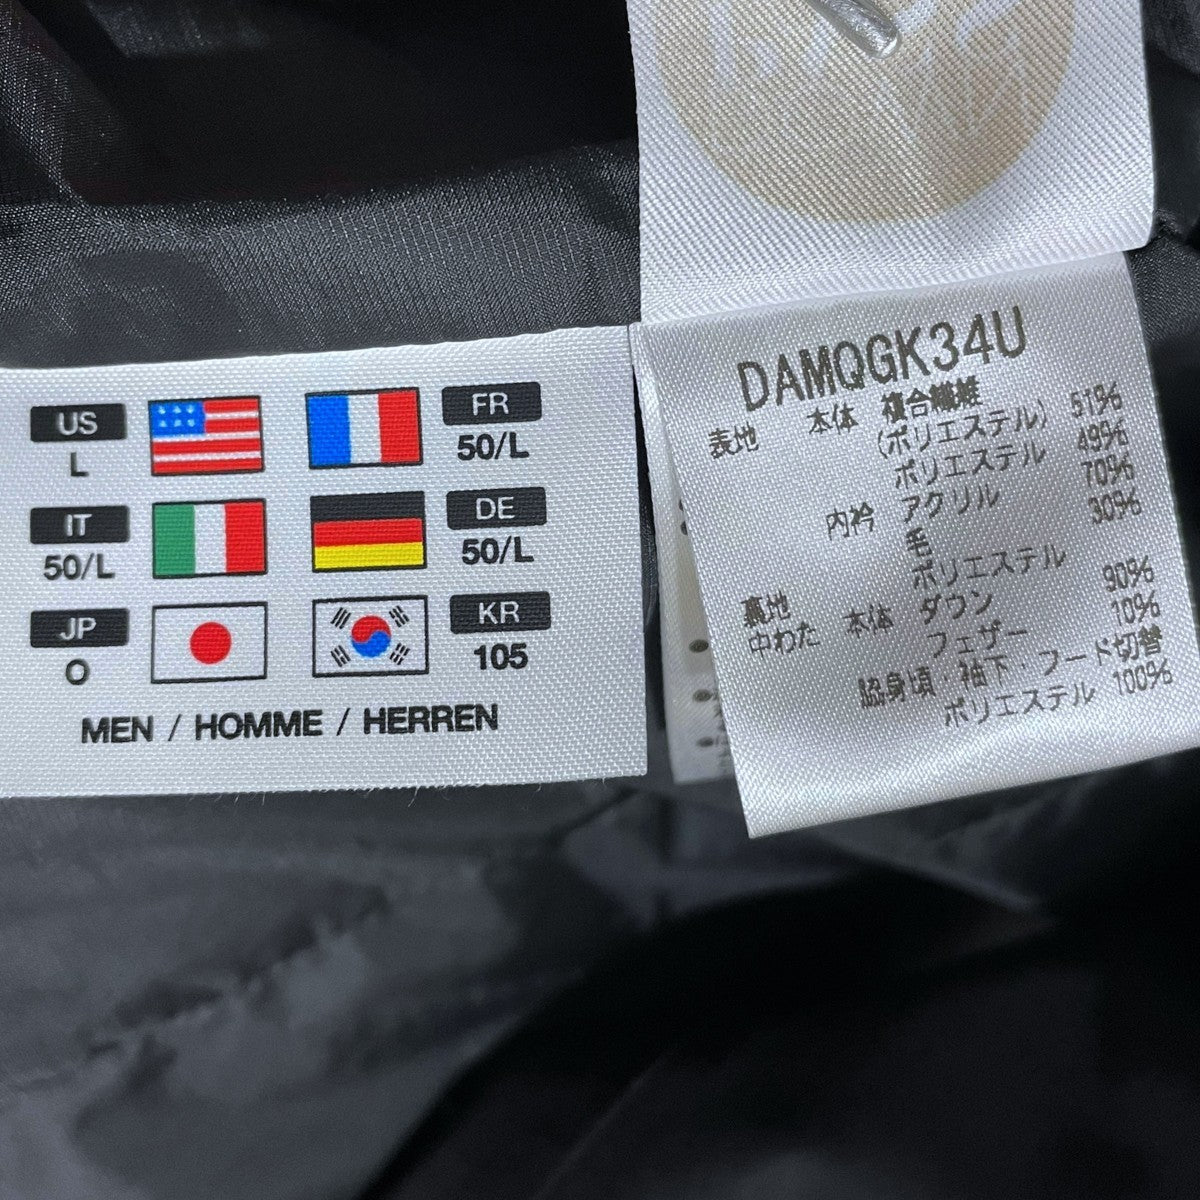 US
L
FR
50/L
IT
50/L
DE
50/L
JP
O
KR
105
MEN / HOMME / HERREN
DAMQGK34U
表地 本体 複合繊維
(ポリエステル) 51%
ポリエステル 49%
内衿 アクリル 70%
毛 30%
裏地 ポリエステル
中わた 本体 ダウン 90%
フェザー 10%
脇身頃・袖下・フード切替
ポリエステル 100%